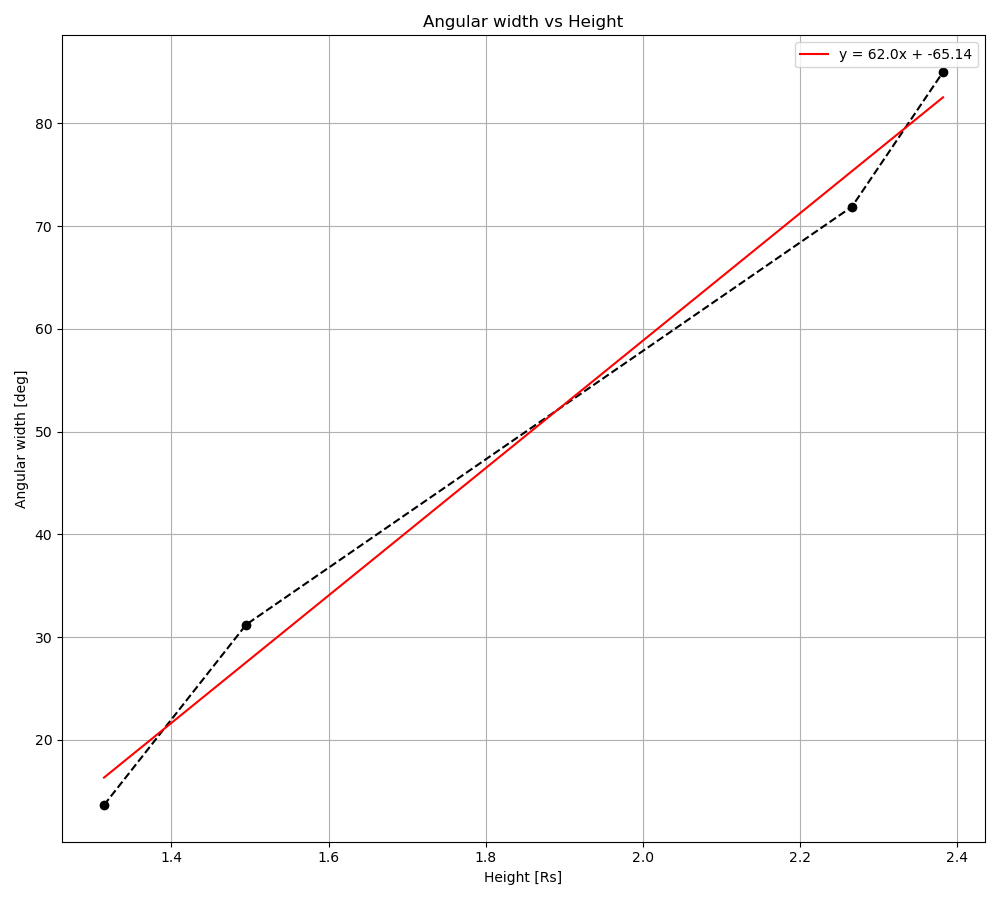 Angular width vs Height
y = 62.0x + -65.14
80
70
60
50
40
30
20
Angular width [deg]
1.4 1.6 1.8 2.0 2.2 2.4
Height [Rs]